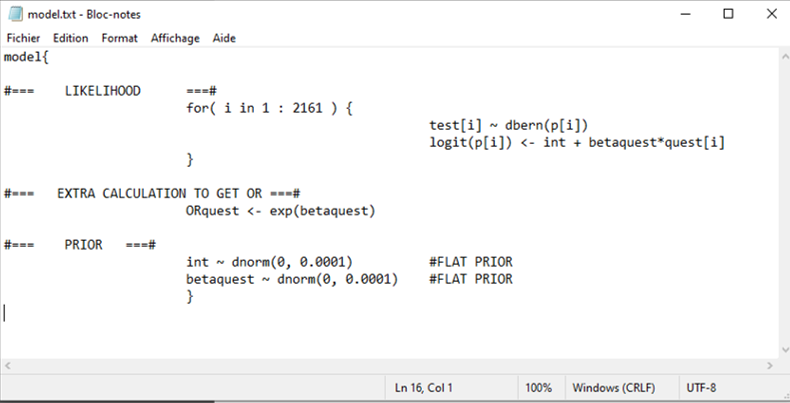 model.txt - Bloc-notes
Fichier Edition Format Affichage Aide
model{
#=== LIKELIHOOD ===#
for( i in 1 : 2161 ) {
test[i] ~ dbern(p[i])
logit(p[i]) <- int + betaquest*quest[i]
}
#=== EXTRA CALCULATION TO GET OR ===#
ORquest <- exp(betaquest)
#=== PRIOR ===#
int ~ dnorm(0, 0.0001) #FLAT PRIOR
betaquest ~ dnorm(0, 0.0001) #FLAT PRIOR
}
Ln 16, Col 1 100% Windows (CRLF) UTF-8